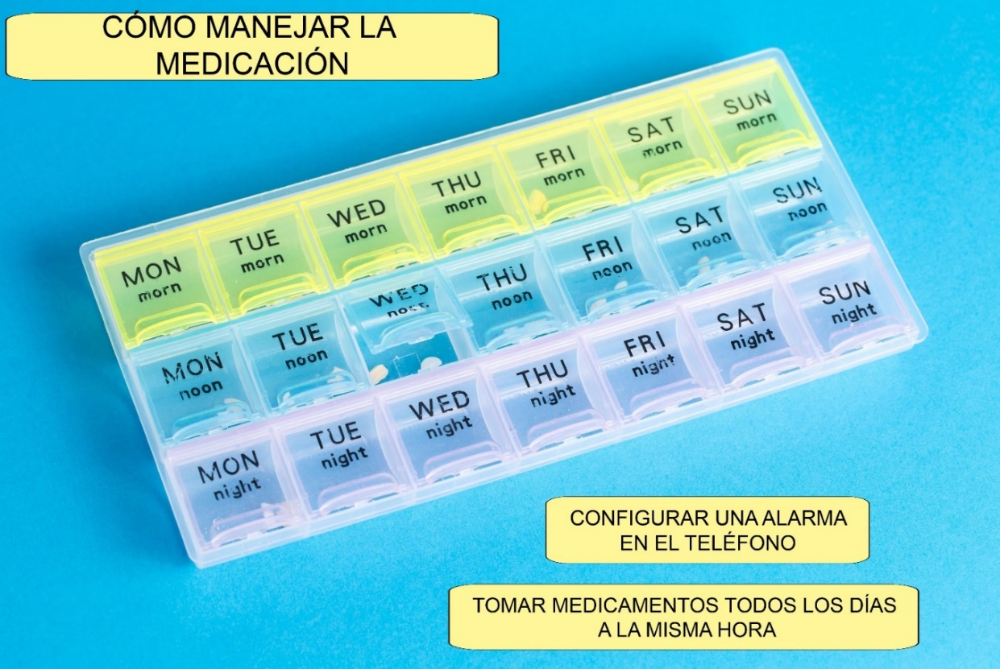 CÓMO MANEJAR LA
MEDICACIÓN
MON
morn
TUE
morn
WED
morn
THU
morn
FRI
morn
SAT
morn
SUN
morn
MON
noon
TUE
noon
WED
noon
THU
noon
FRI
noon
SAT
noon
SUN
noon
MON
night
TUE
night
WED
night
THU
night
FRI
night
SAT
night
SUN
night
CONFIGURAR UNA ALARMA
EN EL TELÉFONO
TOMAR MEDICAMENTOS TODOS LOS DÍAS
A LA MISMA HORA